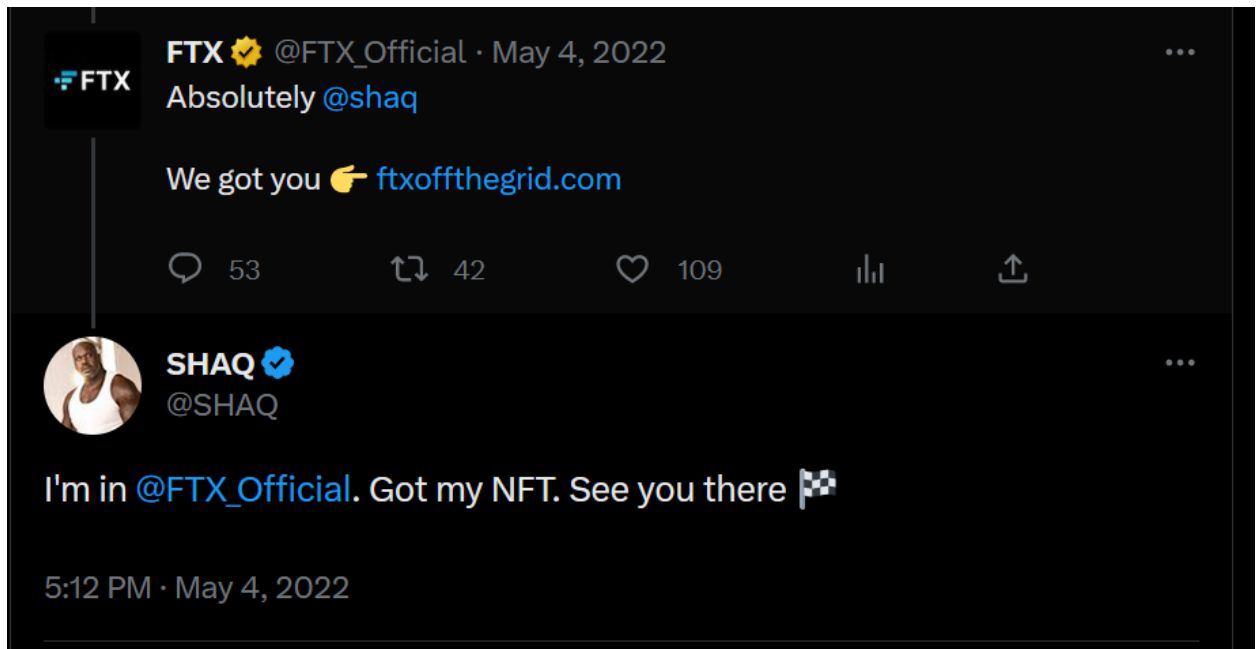 FTX @FTX_Official · May 4, 2022
FTX
Absolutely @shaq
We got you 👉 ftxoffthegrid.com
53 42 109
SHAQ
@SHAQ
I'm in @FTX_Official. Got my NFT. See you there 🏁
5:12 PM · May 4, 2022